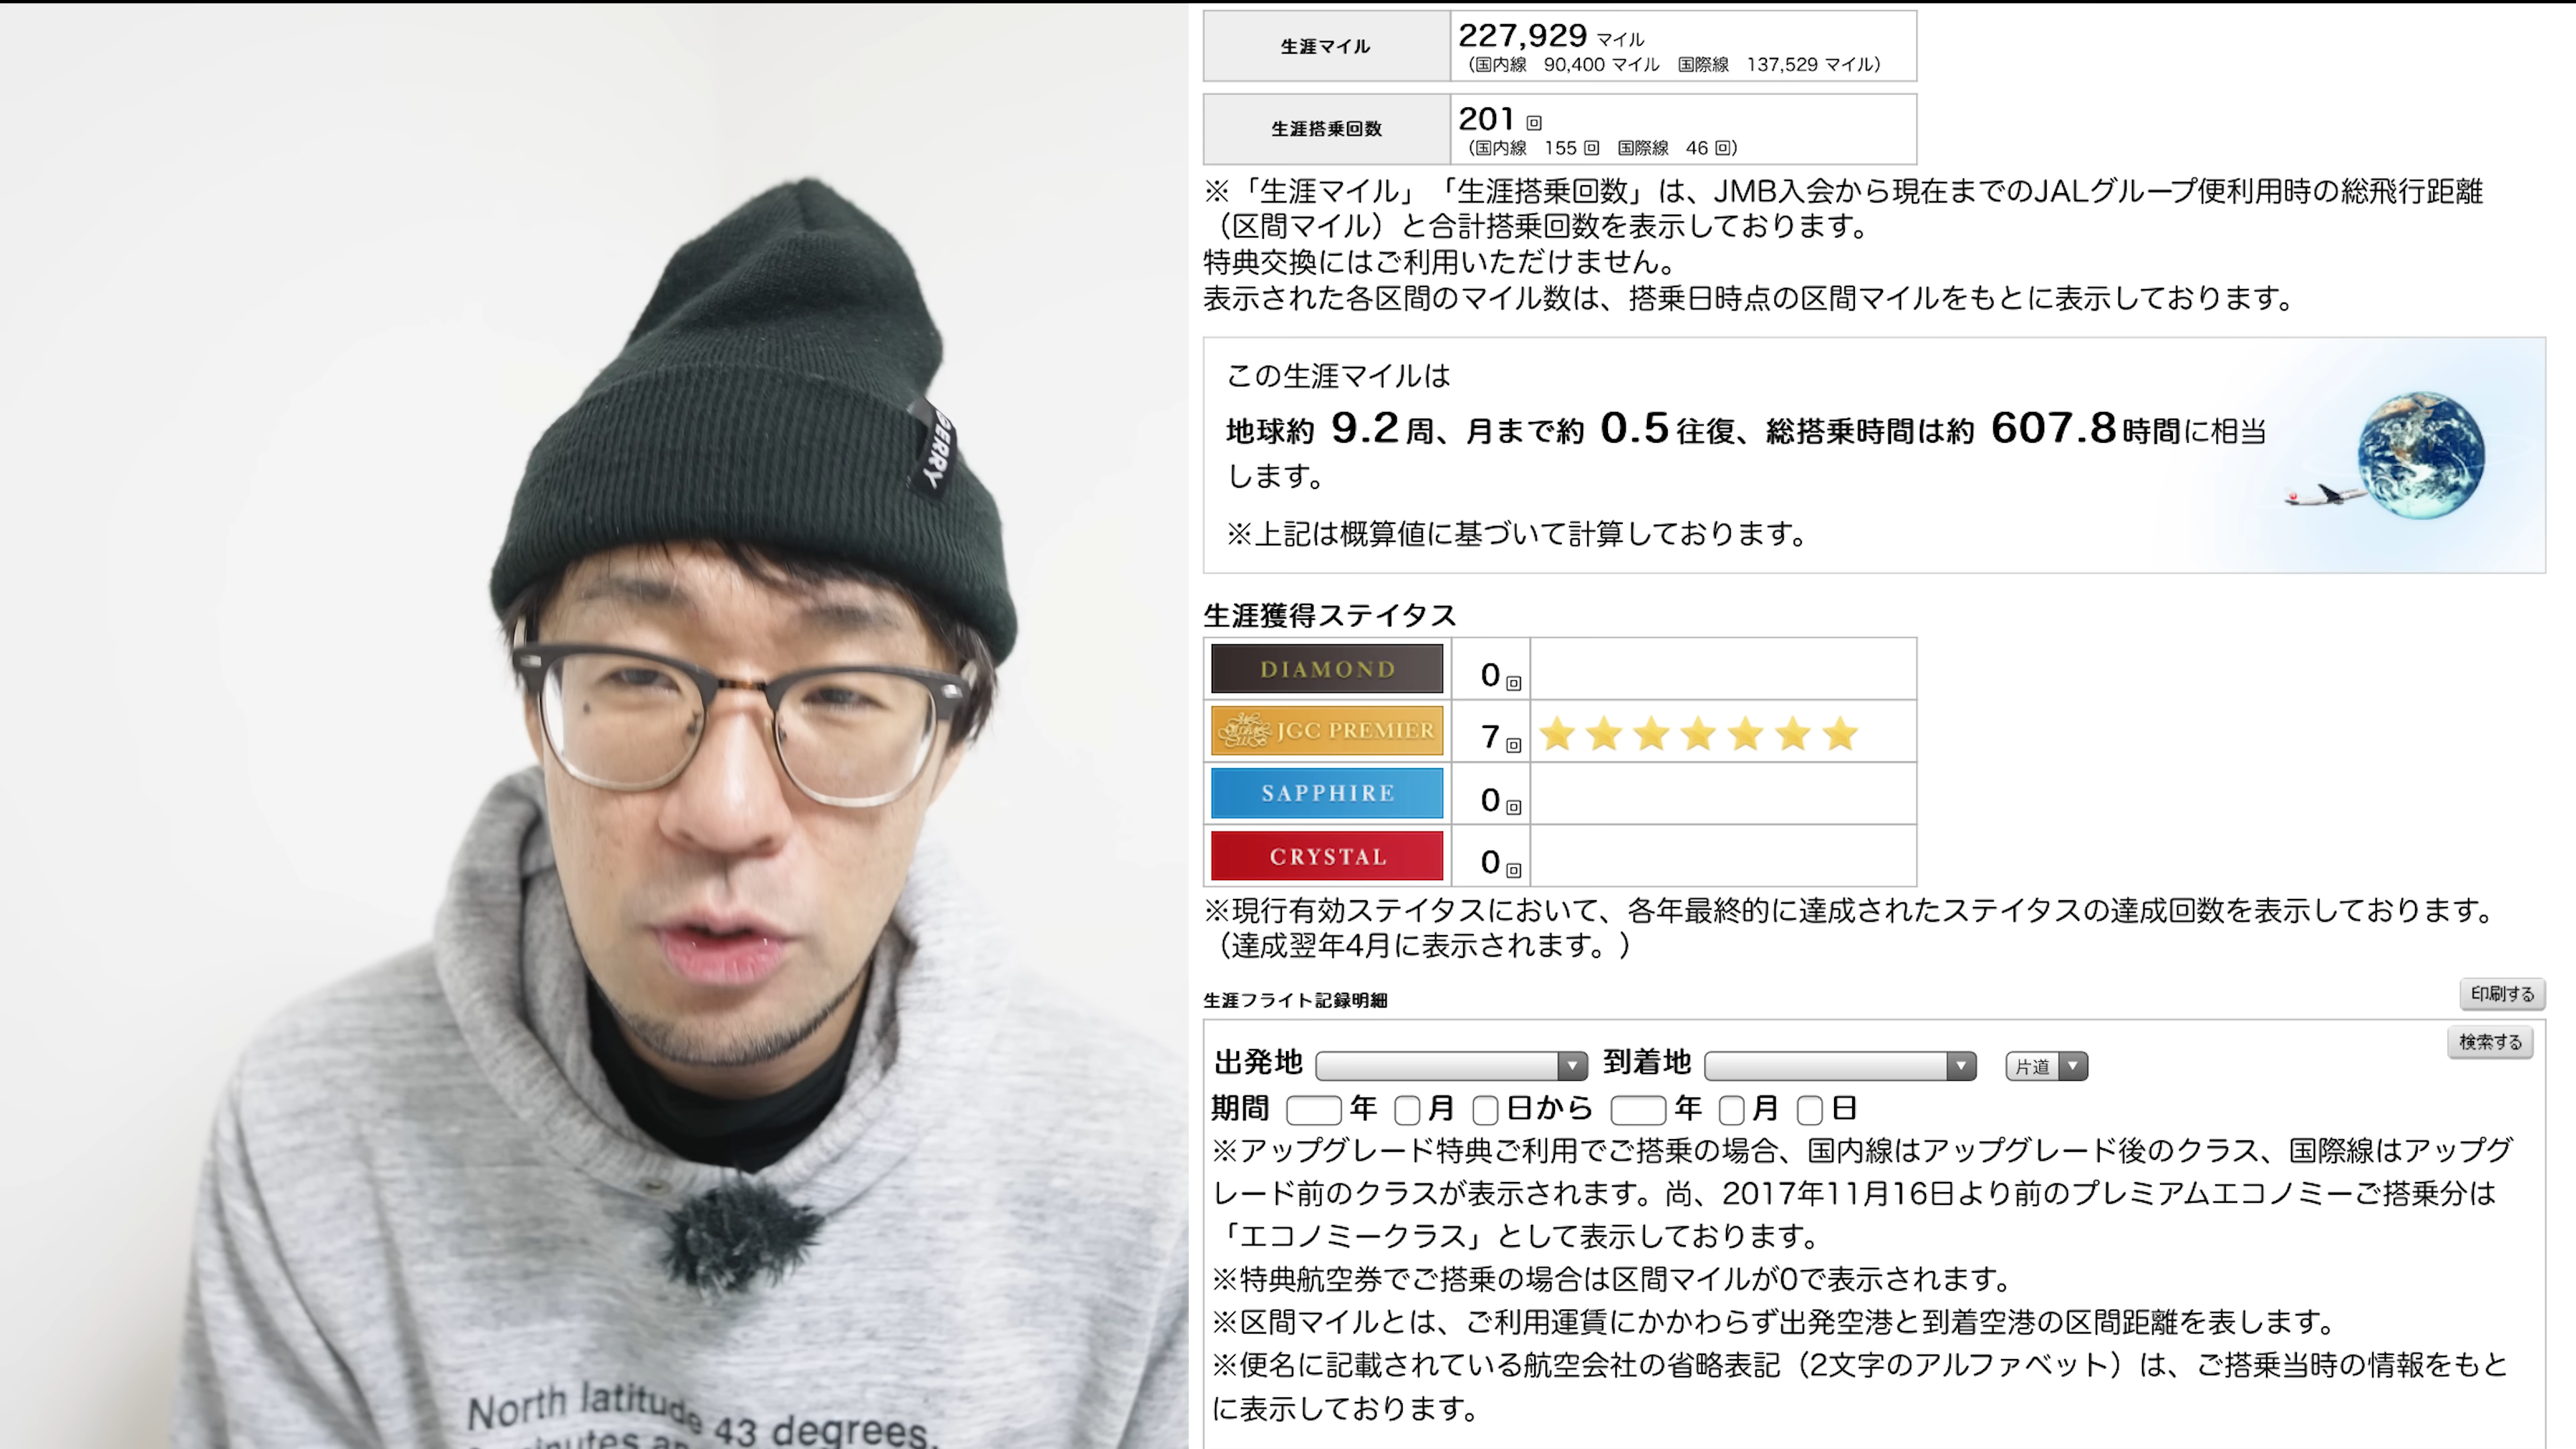 PERRY
North latitude 43 degrees.
生涯マイル
227,929 マイル
（国内線　90,400 マイル　国際線　137,529 マイル）
生涯搭乗回数
201 回
（国内線　155 回　国際線　46 回）
※「生涯マイル」「生涯搭乗回数」は、JMB入会から現在までのJALグループ便利用時の総飛行距離
（区間マイル）と合計搭乗回数を表示しております。
特典交換にはご利用いただけません。
表示された各区間のマイル数は、搭乗日時点の区間マイルをもとに表示しております。
この生涯マイルは
地球約 9.2 周、月まで約 0.5 往復、総搭乗時間は約 607.8 時間に相当
します。
※上記は概算値に基づいて計算しております。
生涯獲得ステイタス
DIAMOND 0回
JGC PREMIER 7回
SAPPHIRE 0回
CRYSTAL 0回
※現行有効ステイタスにおいて、各年最終的に達成されたステイタスの達成回数を表示しております。
（達成翌年4月に表示されます。）
生涯フライト記録明細
印刷する
検索する
出発地 到着地 片道
期間 年 月 日から 年 月 日
※アップグレード特典ご利用でご搭乗の場合、国内線はアップグレード後のクラス、国際線はアップグ
レード前のクラスが表示されます。尚、2017年11月16日より前のプレミアムエコノミーご搭乗分は
「エコノミークラス」として表示しております。
※特典航空券でご搭乗の場合は区間マイルが0で表示されます。
※区間マイルとは、ご利用運賃にかかわらず出発空港と到着空港の区間距離を表します。
※便名に記載されている航空会社の省略表記（2文字のアルファベット）は、ご搭乗当時の情報をもと
に表示しております。